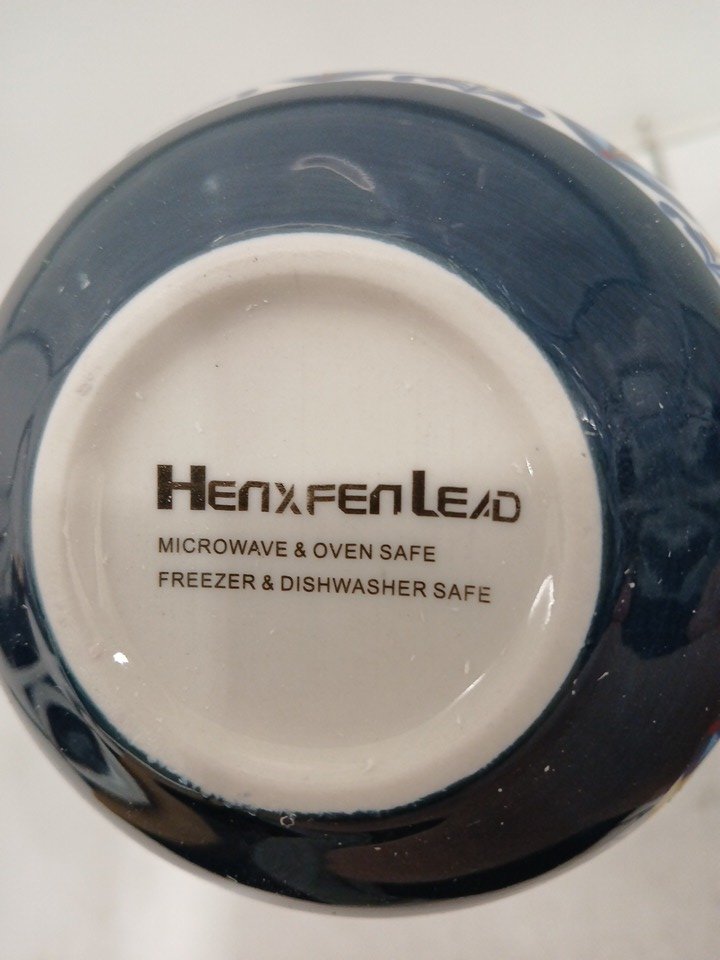 HenxfenLead
MICROWAVE & OVEN SAFE
FREEZER & DISHWASHER SAFE